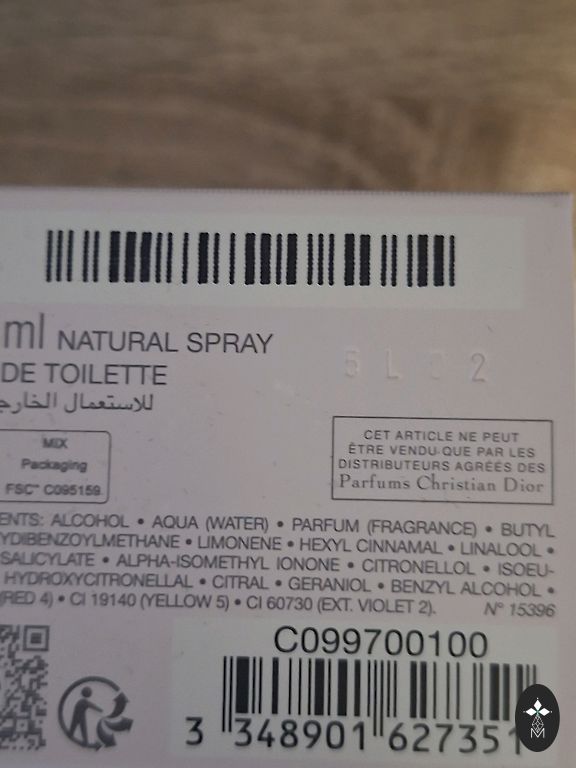 ml NATURAL SPRAY
DE TOILETTE
للاستعمال
5L 2
MIX
Packaging
FSC™ C095159
CET ARTICLE NE PEUT
ÊTRE VENDU QUE PAR LES
DISTRIBUTEURS AGRÉÉS DES
Parfums Christian Dior
ENTS: ALCOHOL • AQUA (WATER) • PARFUM (FRAGRANCE) • BUTYL
YDIBENZOYLMETHANE • LIMONENE • HEXYL CINNAMAL • LINALOOL •
SALICYLATE • ALPHA-ISOMETHYL IONONE • CITRONELLOL • ISOEU-
HYDROXYCITRONELLAL • CITRAL • GERANIOL • BENZYL ALCOHOL •
(RED 4) • CI 19140 (YELLOW 5) • CI 60730 (EXT. VIOLET 2). N° 15396
C099700100
3 348901 627351